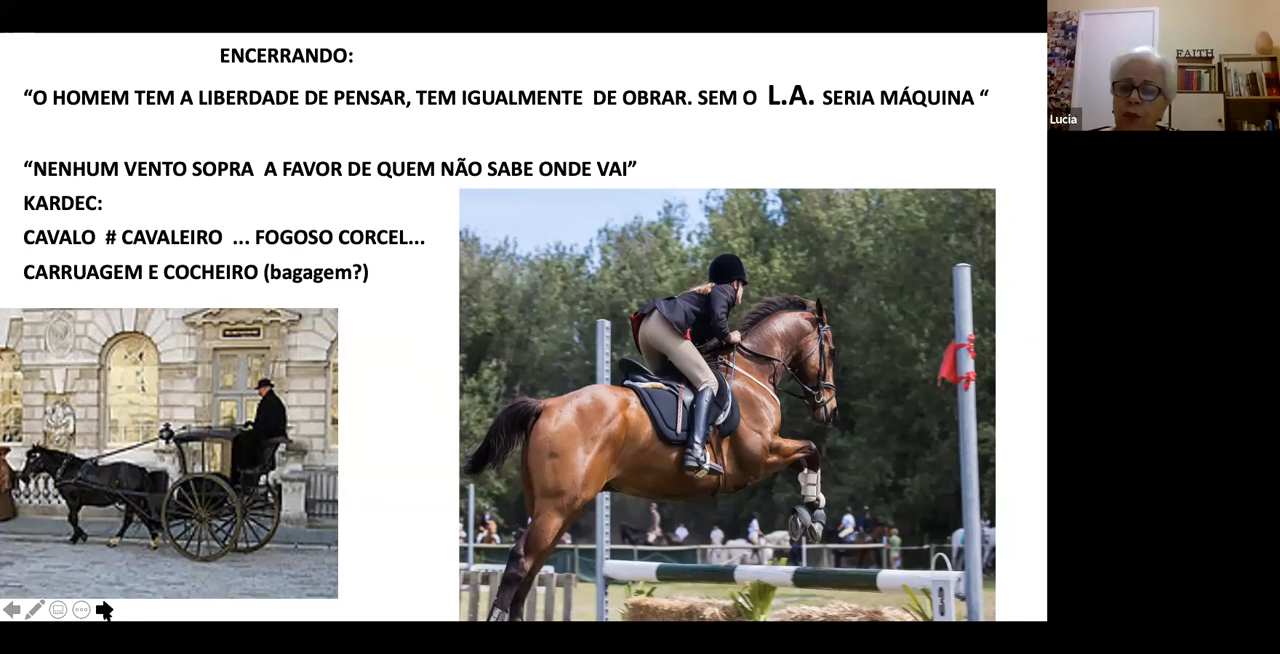 ENCERRANDO:
“O HOMEM TEM A LIBERDADE DE PENSAR, TEM IGUALMENTE DE OBRAR. SEM O L.A. SERIA MÁQUINA “
“NENHUM VENTO SOPRA A FAVOR DE QUEM NÃO SABE ONDE VAI”
KARDEC:
CAVALO # CAVALEIRO ... FOGOSO CORCEL...
CARRUAGEM E COCHEIRO (bagagem?)
FAITH
Lucia